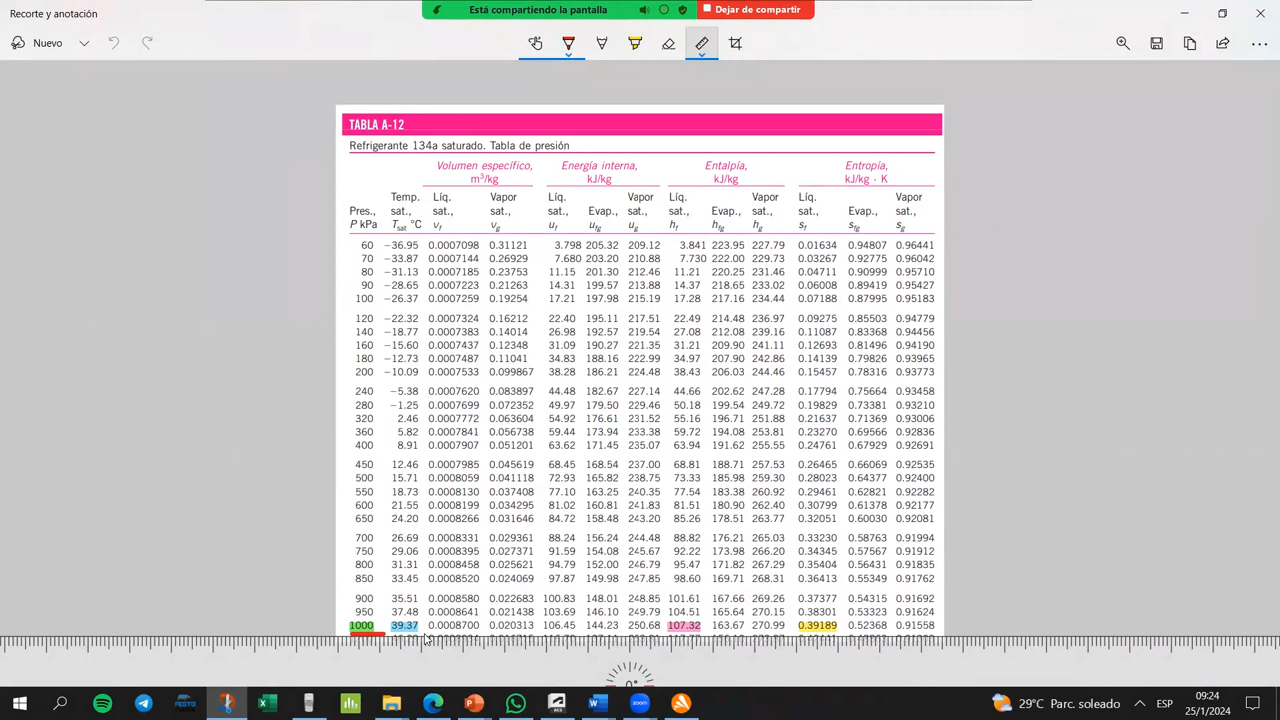 Recorte y anotación
Está compartiendo la pantalla
Dejar de compartir
Nuevo
TABLA A-12
Refrigerante 134a saturado. Tabla de presión
Volumen específico, Energía interna, Entalpía, Entropía,
m³/kg kJ/kg kJ/kg kJ/kg · K
Temp. Líq. Vapor Líq. Vapor Líq. Vapor Líq. Vapor
Pres., sat., sat., sat., sat., Evap., sat., sat., Evap., sat., sat., Evap., sat.,
P kPa Tsat °C vf vg uf ufg ug hf hfg hg sf sfg sg
60 −36.95 0.0007098 0.31121 3.798 205.32 209.12 3.841 223.95 227.79 0.01634 0.94807 0.96441
70 −33.87 0.0007144 0.26929 7.680 203.20 210.88 7.730 222.00 229.73 0.03267 0.92775 0.96042
80 −31.13 0.0007185 0.23753 11.15 201.30 212.46 11.21 220.25 231.46 0.04711 0.90999 0.95710
90 −28.65 0.0007223 0.21263 14.31 199.57 213.88 14.37 218.65 233.02 0.06008 0.89419 0.95427
100 −26.37 0.0007259 0.19254 17.21 197.98 215.19 17.28 217.16 234.44 0.07188 0.87995 0.95183
120 −22.32 0.0007324 0.16212 22.40 195.11 217.51 22.49 214.48 236.97 0.09275 0.85503 0.94779
140 −18.77 0.0007383 0.14014 26.98 192.57 219.54 27.08 212.08 239.16 0.11087 0.83368 0.94456
160 −15.60 0.0007437 0.12348 31.09 190.27 221.35 31.21 209.90 241.11 0.12693 0.81496 0.94190
180 −12.73 0.0007487 0.11041 34.83 188.16 222.99 34.97 207.90 242.86 0.14139 0.79826 0.93965
200 −10.09 0.0007533 0.099867 38.28 186.21 224.48 38.43 206.03 244.46 0.15457 0.78316 0.93773
240 −5.38 0.0007620 0.083897 44.48 182.67 227.14 44.66 202.62 247.28 0.17794 0.75664 0.93458
280 −1.25 0.0007699 0.072352 49.97 179.50 229.46 50.18 199.54 249.72 0.19829 0.73381 0.93210
320 2.46 0.0007772 0.063604 54.92 176.61 231.52 55.16 196.71 251.88 0.21637 0.71369 0.93006
360 5.82 0.0007841 0.056738 59.44 173.94 233.38 59.72 194.08 253.81 0.23270 0.69566 0.92836
400 8.91 0.0007907 0.051201 63.62 171.45 235.07 63.94 191.62 255.55 0.24761 0.67929 0.92691
450 12.46 0.0007985 0.045619 68.45 168.54 237.00 68.81 188.71 257.53 0.26465 0.66069 0.92535
500 15.71 0.0008059 0.041118 72.93 165.82 238.75 73.33 185.98 259.30 0.28023 0.64377 0.92400
550 18.73 0.0008130 0.037408 77.10 163.25 240.35 77.54 183.38 260.92 0.29461 0.62821 0.92282
600 21.55 0.0008199 0.034295 81.02 160.81 241.83 81.51 180.90 262.40 0.30799 0.61378 0.92177
650 24.20 0.0008266 0.031646 84.72 158.48 243.20 85.26 178.51 263.77 0.32051 0.60030 0.92081
700 26.69 0.0008331 0.029361 88.24 156.24 244.48 88.82 176.21 265.03 0.33230 0.58763 0.91994
750 29.06 0.0008395 0.027371 91.59 154.08 245.67 92.22 173.98 266.20 0.34345 0.57567 0.91912
800 31.31 0.0008458 0.025621 94.79 152.00 246.79 95.47 171.82 267.29 0.35404 0.56431 0.91835
850 33.45 0.0008520 0.024069 97.87 149.98 247.85 98.60 169.71 268.31 0.36413 0.55349 0.91762
900 35.51 0.0008580 0.022683 100.83 148.01 248.85 101.61 167.66 269.26 0.37377 0.54315 0.91692
950 37.48 0.0008641 0.021438 103.69 146.10 249.79 104.51 165.64 270.15 0.38301 0.53323 0.91624
1000 39.37 0.0008700 0.020313 106.45 144.23 250.68 107.32 163.67 270.99 0.39189 0.52368 0.91558
FESTO
zoom
29°C Parc. soleado
ESP
09:24
25/1/2024